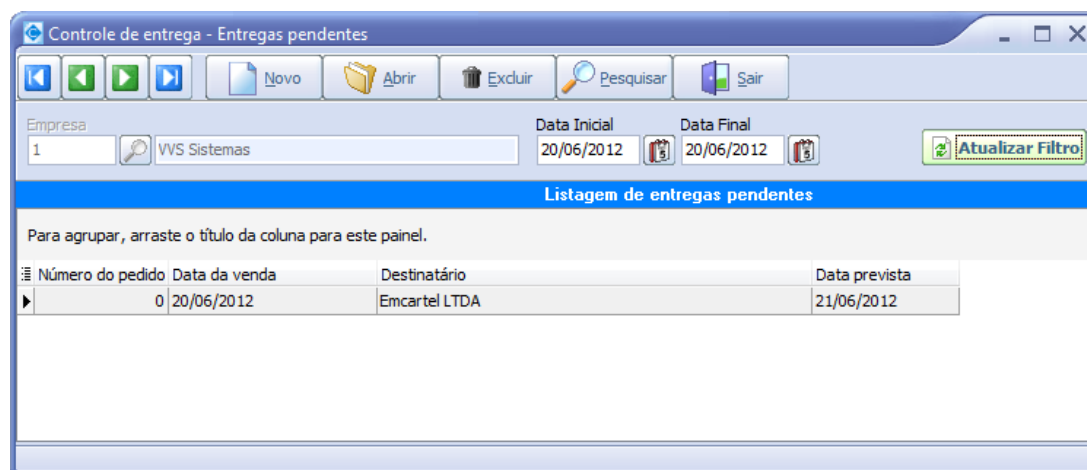 Controle de entrega - Entregas pendentes
Novo Abrir Excluir Pesquisar Sair
Empresa Data Inicial Data Final
1 VVS Sistemas 20/06/2012 5 20/06/2012 5 Atualizar Filtro
Listagem de entregas pendentes
Para agrupar, arraste o título da coluna para este painel.
Número do pedido Data da venda Destinatário Data prevista
0 20/06/2012 Emcartel LTDA 21/06/2012